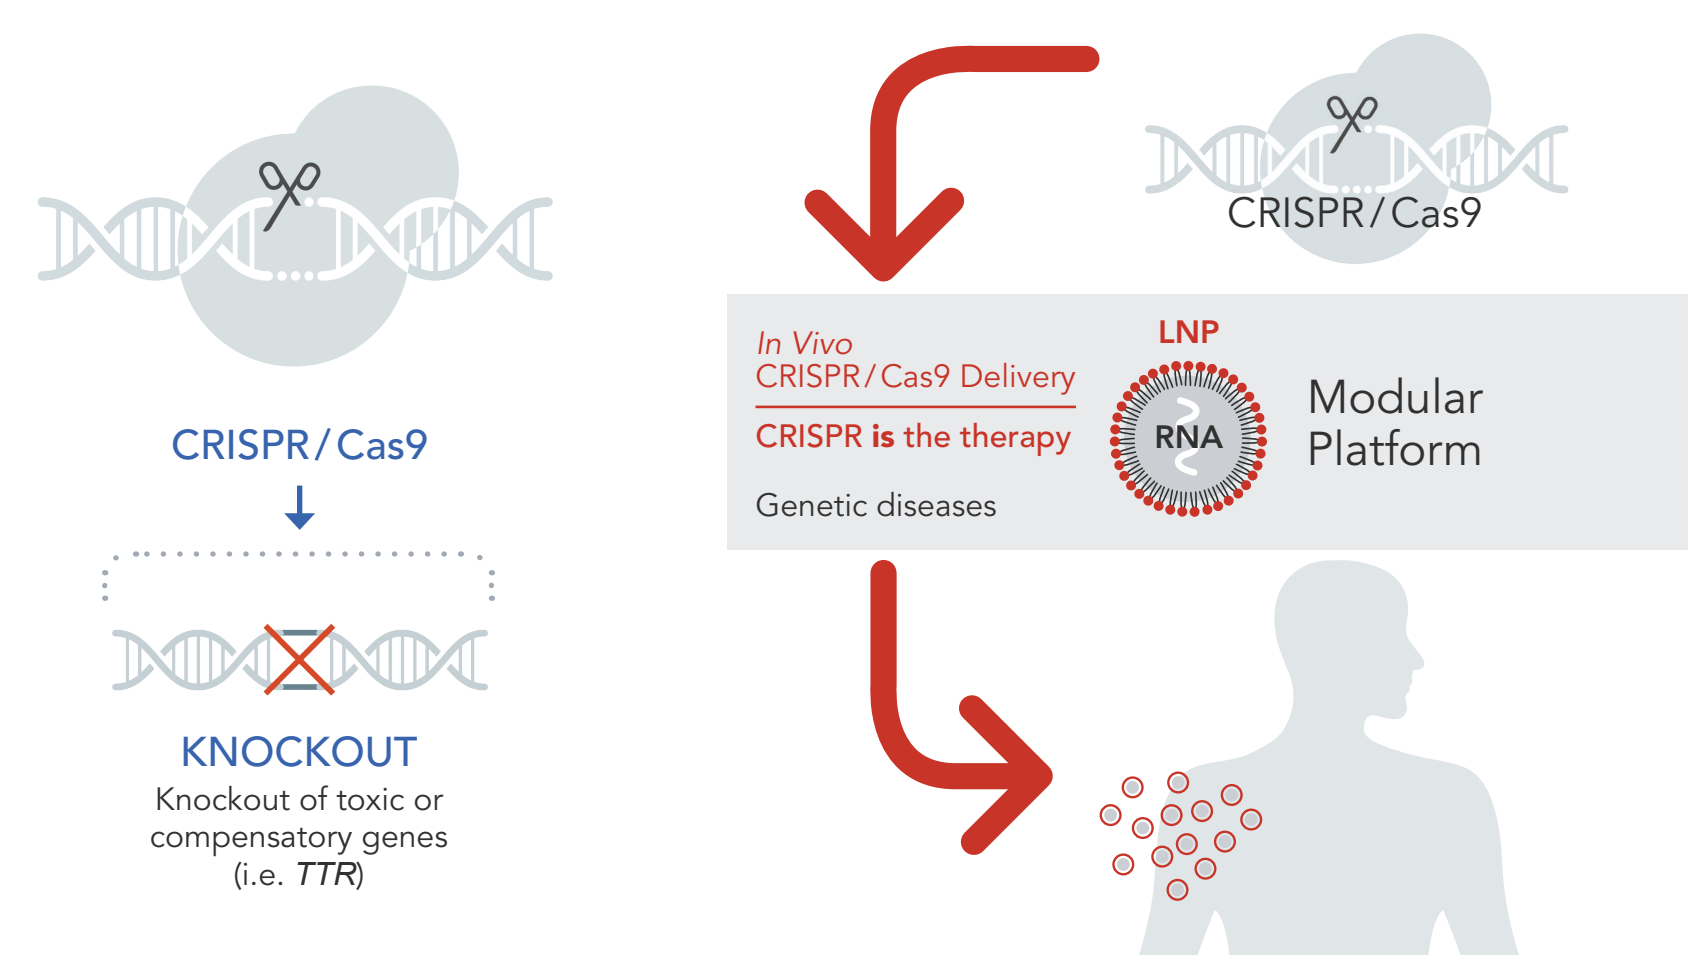 CRISPR/Cas9
KNOCKOUT
Knockout of toxic or
compensatory genes
(i.e. TTR)
CRISPR/Cas9
In Vivo
CRISPR/Cas9 Delivery
CRISPR is the therapy
Genetic diseases
LNP
RNA
Modular
Platform